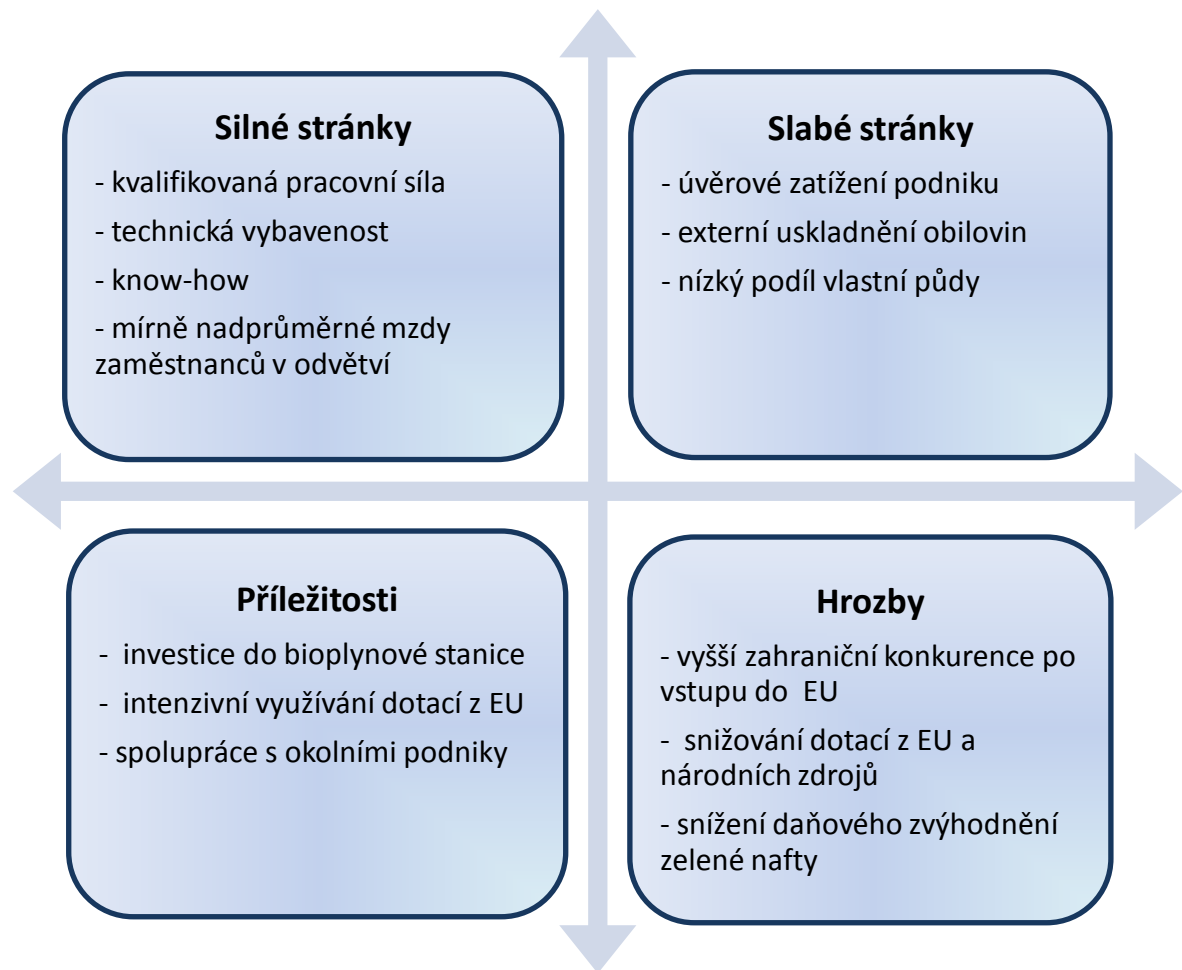 Silné stránky
- kvalifikovaná pracovní síla
- technická vybavenost
- know-how
- mírně nadprůměrné mzdy
zaměstnanců v odvětví
Slabé stránky
- úvěrové zatížení podniku
- externí uskladnění obilovin
- nízký podíl vlastní půdy
Příležitosti
- investice do bioplynové stanice
- intenzivní využívání dotací z EU
- spolupráce s okolními podniky
Hrozby
- vyšší zahraniční konkurence po
vstupu do EU
- snižování dotací z EU a
národních zdrojů
- snížení daňového zvýhodnění
zelené nafty